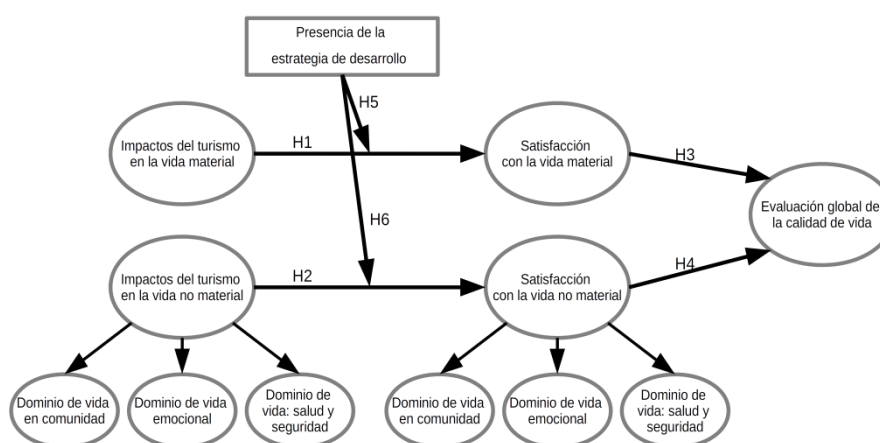 Presencia de la
estrategia de desarrollo
H5
Impactos del turismo
en la vida material
H1
Satisfacción
con la vida material
H3
Evaluación global de
la calidad de vida
H6
Impactos del turismo
en la vida no material
H2
Satisfacción
con la vida no material
H4
Dominio de vida
en comunidad
Dominio de vida
emocional
Dominio de
vida: salud y
seguridad
Dominio de vida
en comunidad
Dominio de vida
emocional
Dominio de
vida: salud y
seguridad